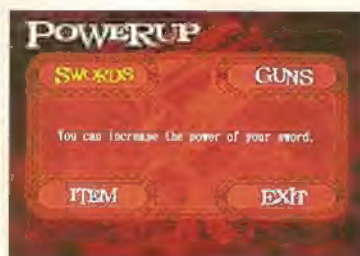 POWERUP
SWORDS GUNS
You can increase the power of your sword.
ITEM EXIT